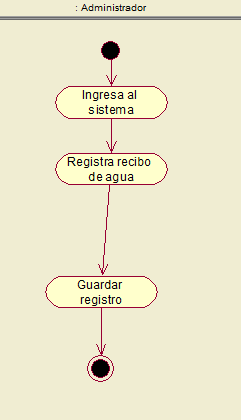 : Administrador
Ingresa al
sistema
Registra recibo
de agua
Guardar
registro